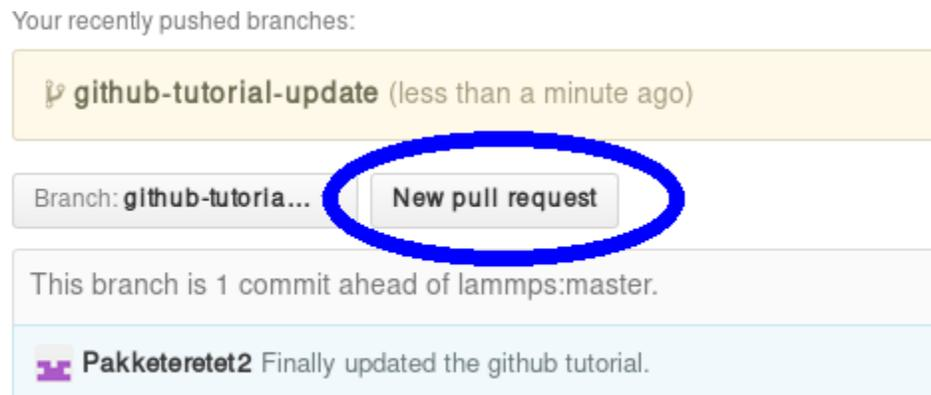 Your recently pushed branches:
github-tutorial-update (less than a minute ago)
Branch: github-tutoria... New pull request
This branch is 1 commit ahead of lammps:master.
Pakketeretet2 Finally updated the github tutorial.